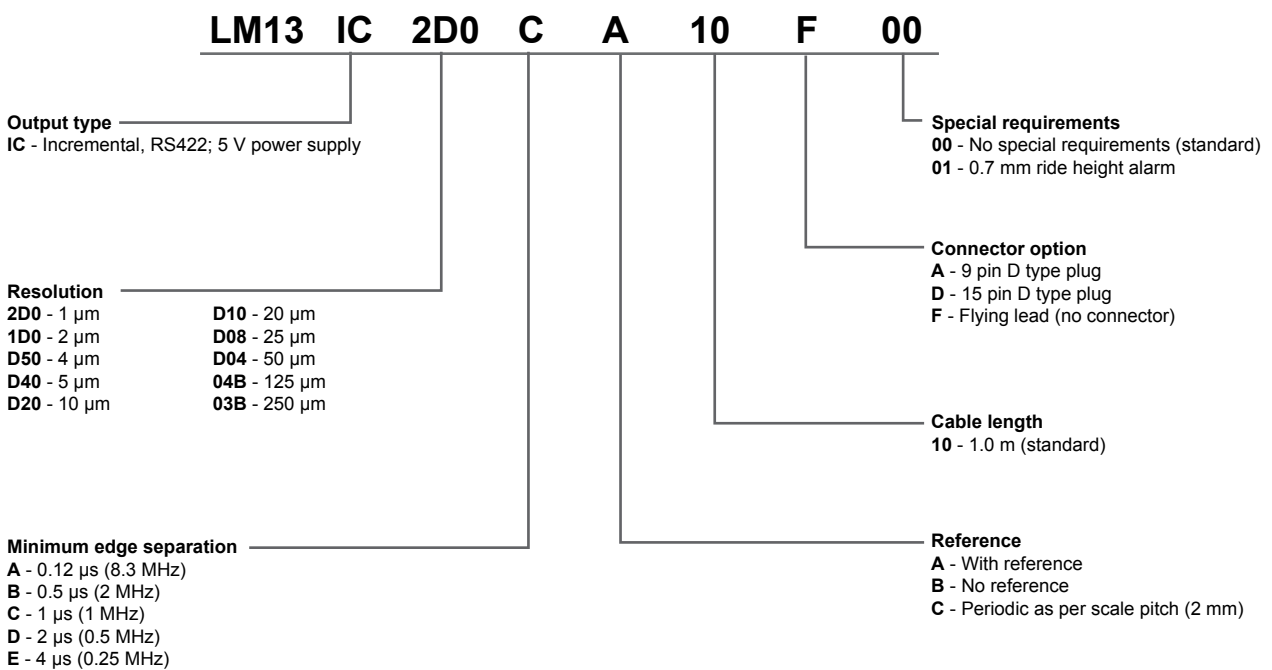 LM13 IC 2D0 C A 10 F 00
Output type
IC - Incremental, RS422; 5 V power supply
Resolution
2D0 - 1 µm
1D0 - 2 µm
D50 - 4 µm
D40 - 5 µm
D20 - 10 µm
D10 - 20 µm
D08 - 25 µm
D04 - 50 µm
04B - 125 µm
03B - 250 µm
Minimum edge separation
A - 0.12 µs (8.3 MHz)
B - 0.5 µs (2 MHz)
C - 1 µs (1 MHz)
D - 2 µs (0.5 MHz)
E - 4 µs (0.25 MHz)
Special requirements
00 - No special requirements (standard)
01 - 0.7 mm ride height alarm
Connector option
A - 9 pin D type plug
D - 15 pin D type plug
F - Flying lead (no connector)
Cable length
10 - 1.0 m (standard)
Reference
A - With reference
B - No reference
C - Periodic as per scale pitch (2 mm)